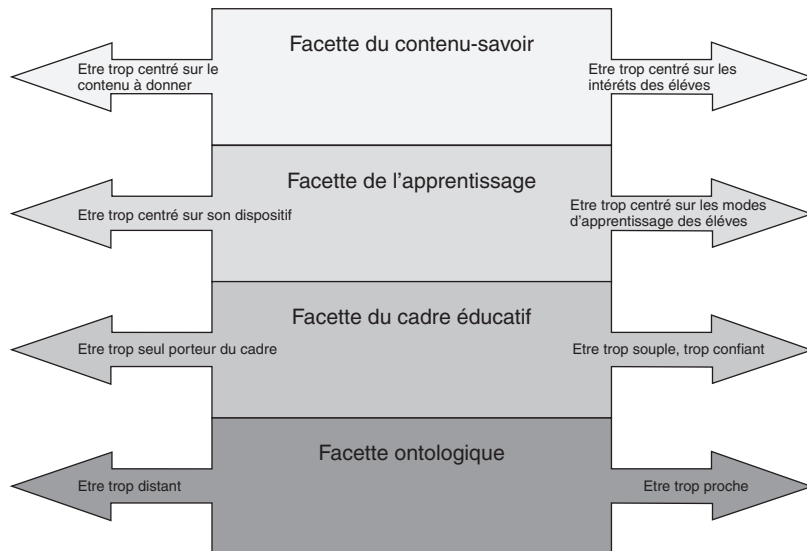 Facette du contenu-savoir
Etre trop centré sur le
contenu à donner
Etre trop centré sur les
intéréts des éléves
Facette de l'apprentissage
Etre trop centré sur son dispositif
Etre trop centré sur les modes
d'apprentissage des éléves
Facette du cadre éducatif
Etre trop seul porteur du cadre
Etre trop souple, trop confiant
Facette ontologique
Etre trop distant
Etre trop proche